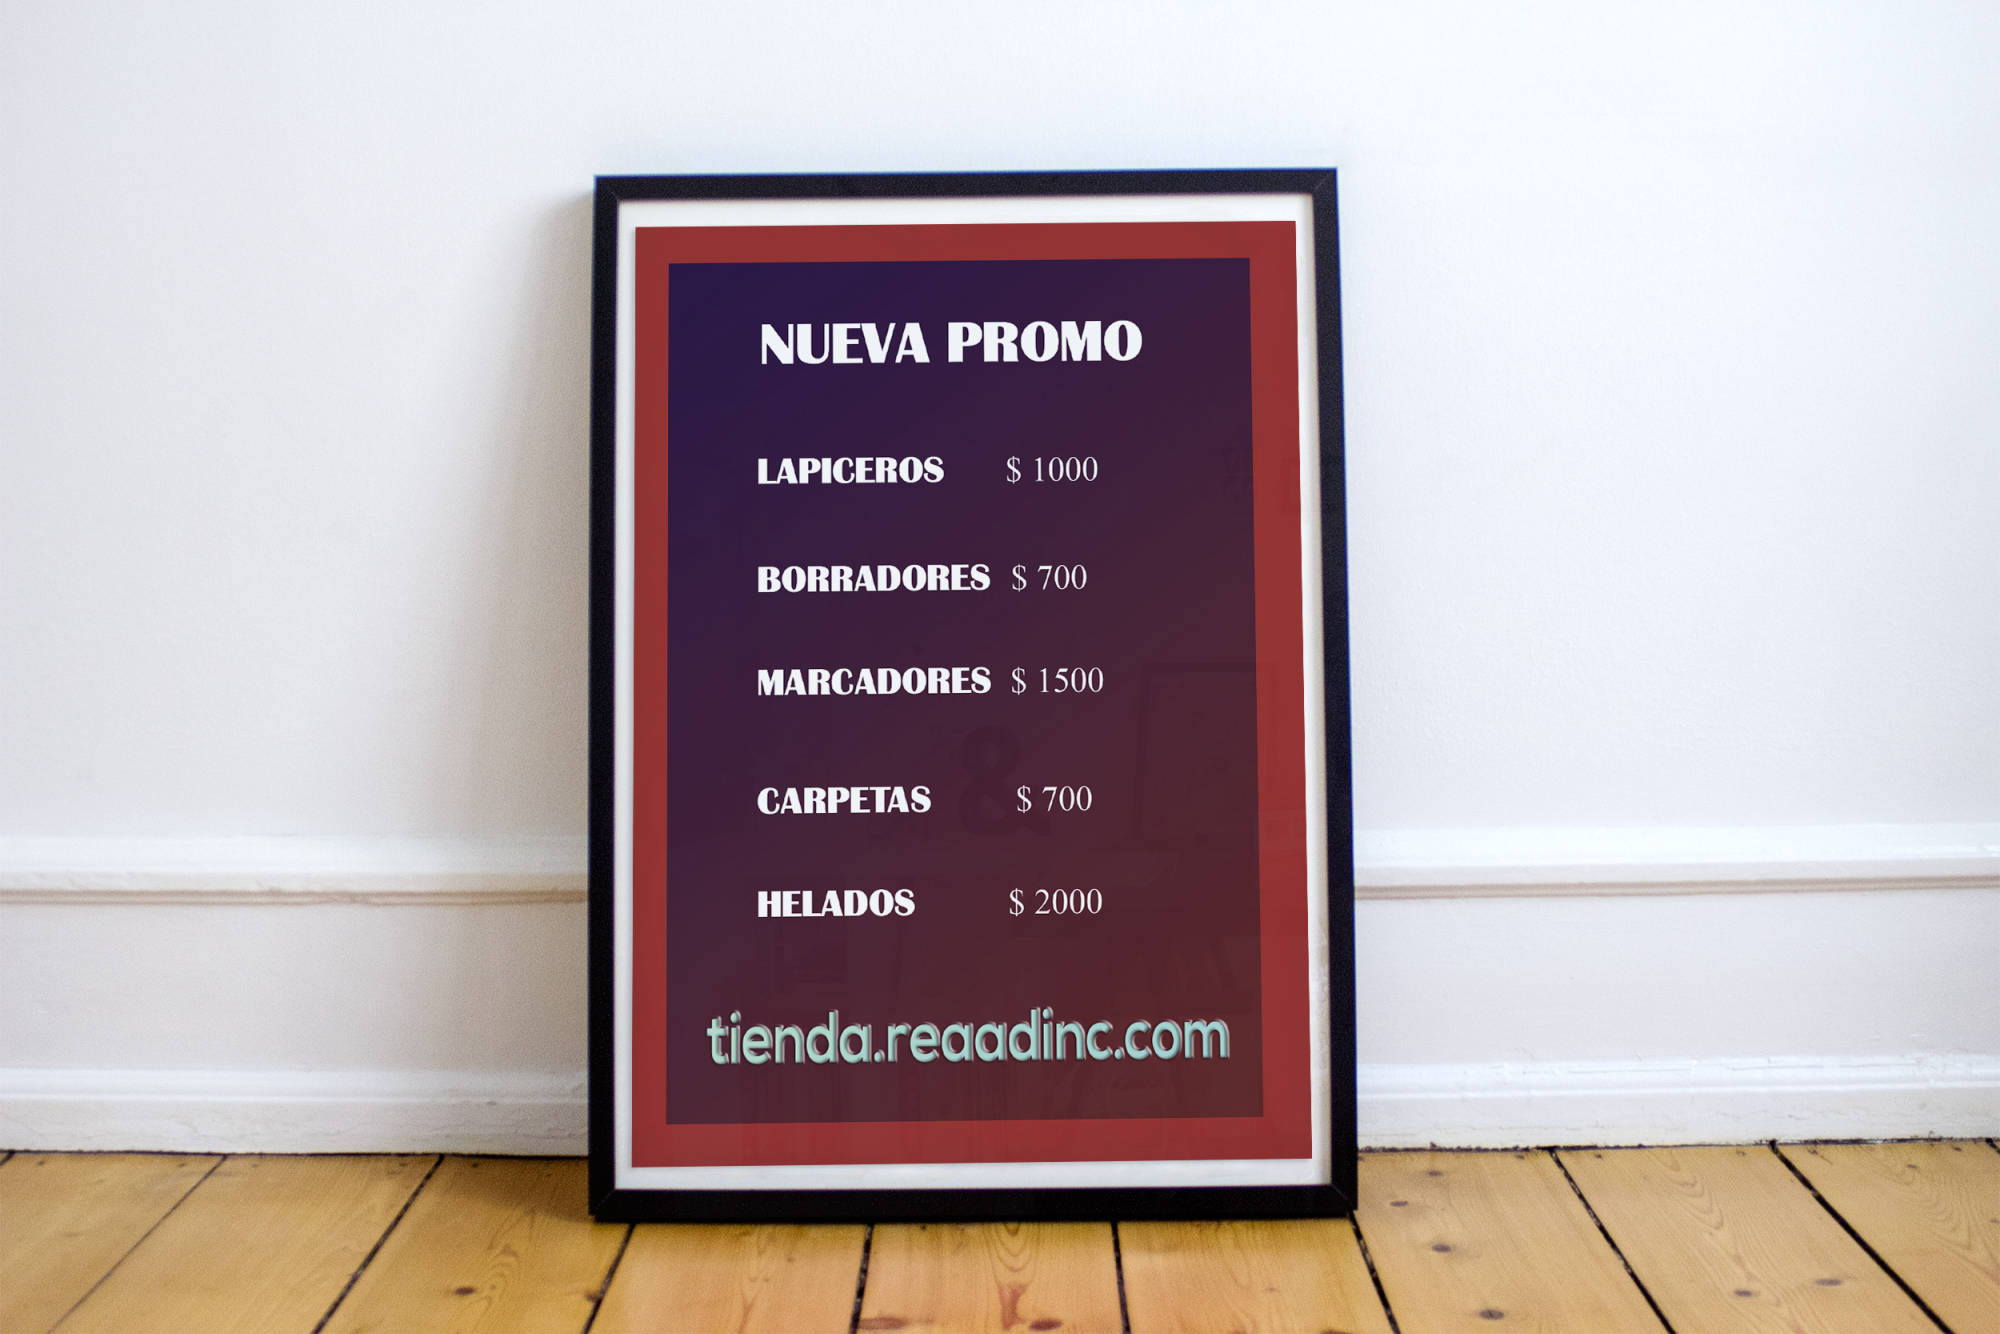 NUEVA PROMO
LAPICEROS $ 1000
BORRADORES $ 700
MARCADORES $ 1500
CARPETAS $ 700
HELADOS $ 2000
tienda.reaadinc.com